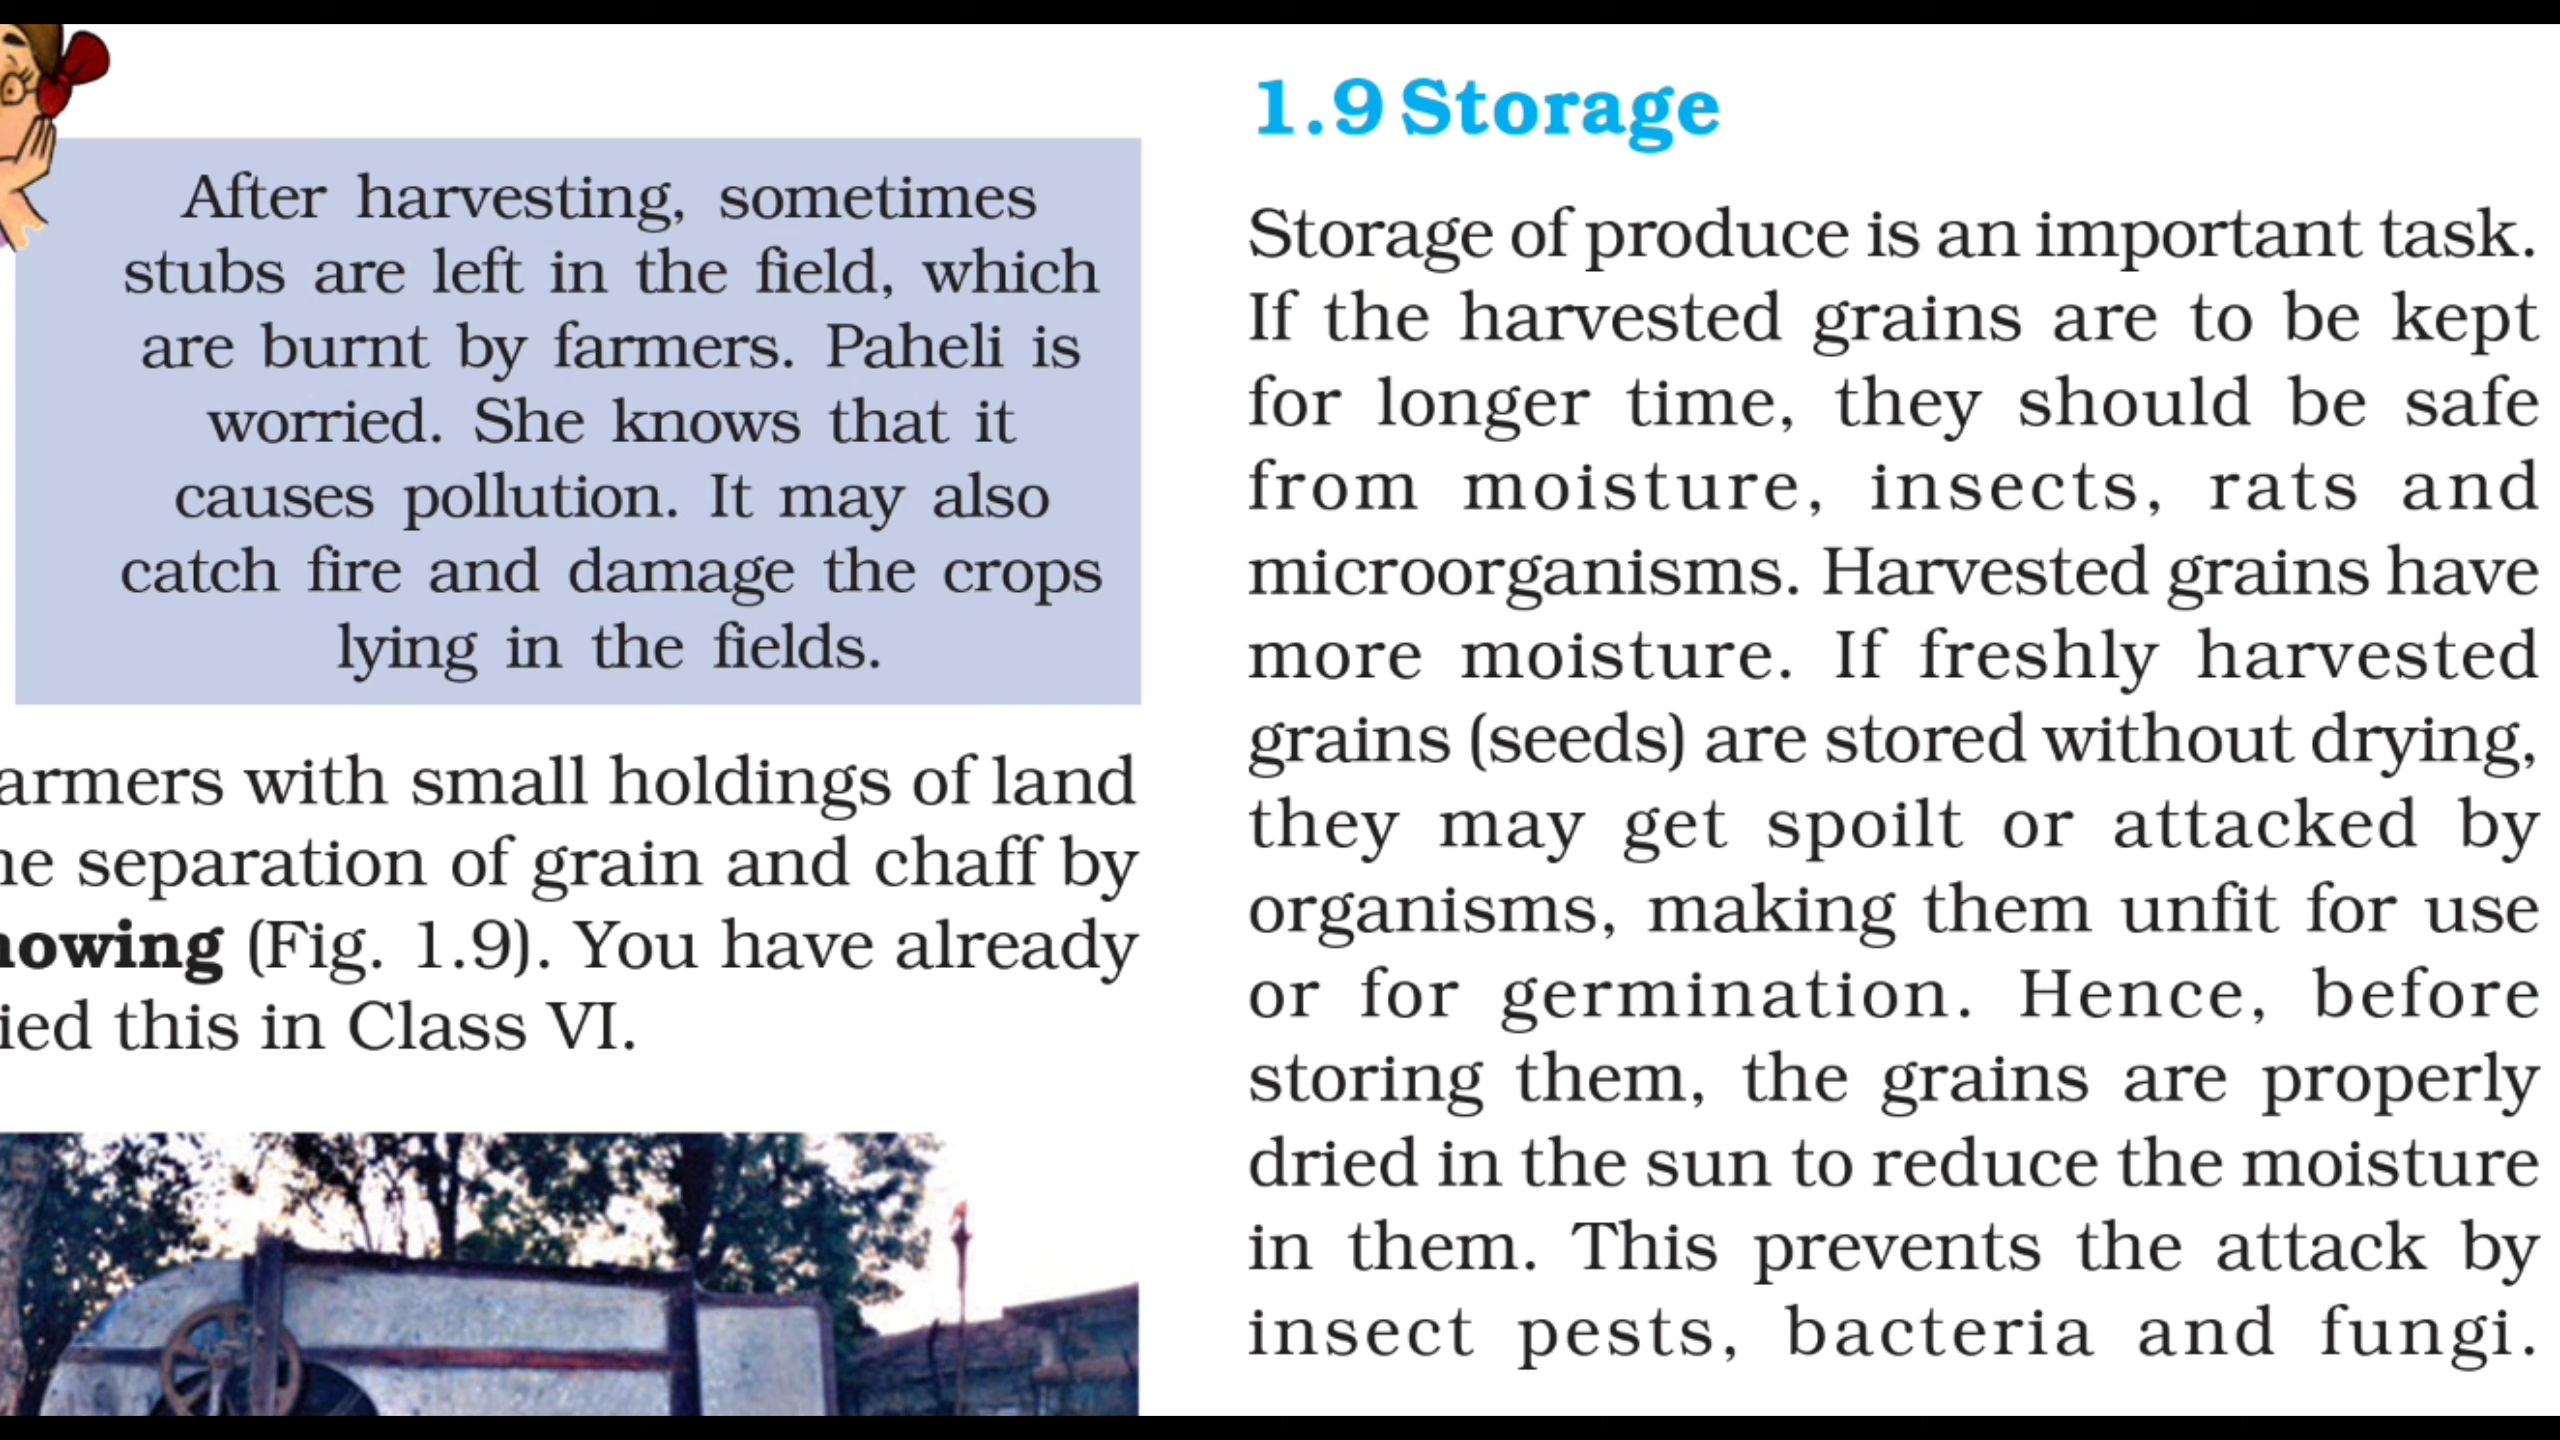 After harvesting, sometimes
stubs are left in the field, which
are burnt by farmers. Paheli is
worried. She knows that it
causes pollution. It may also
catch fire and damage the crops
lying in the fields.
with small holdings of land
separation of grain and chaff by
(Fig. 1.9). You have already
this in Class VI.
1.9 Storage
Storage of produce is an important task.
If the harvested grains are to be kept
for longer time, they should be safe
from moisture, insects, rats and
microorganisms. Harvested grains have
more moisture. If freshly harvested
grains (seeds) are stored without drying,
they may get spoilt or attacked by
organisms, making them unfit for use
or for germination. Hence, before
storing them, the grains are properly
dried in the sun to reduce the moisture
in them. This prevents the attack by
insect pests, bacteria and fungi.